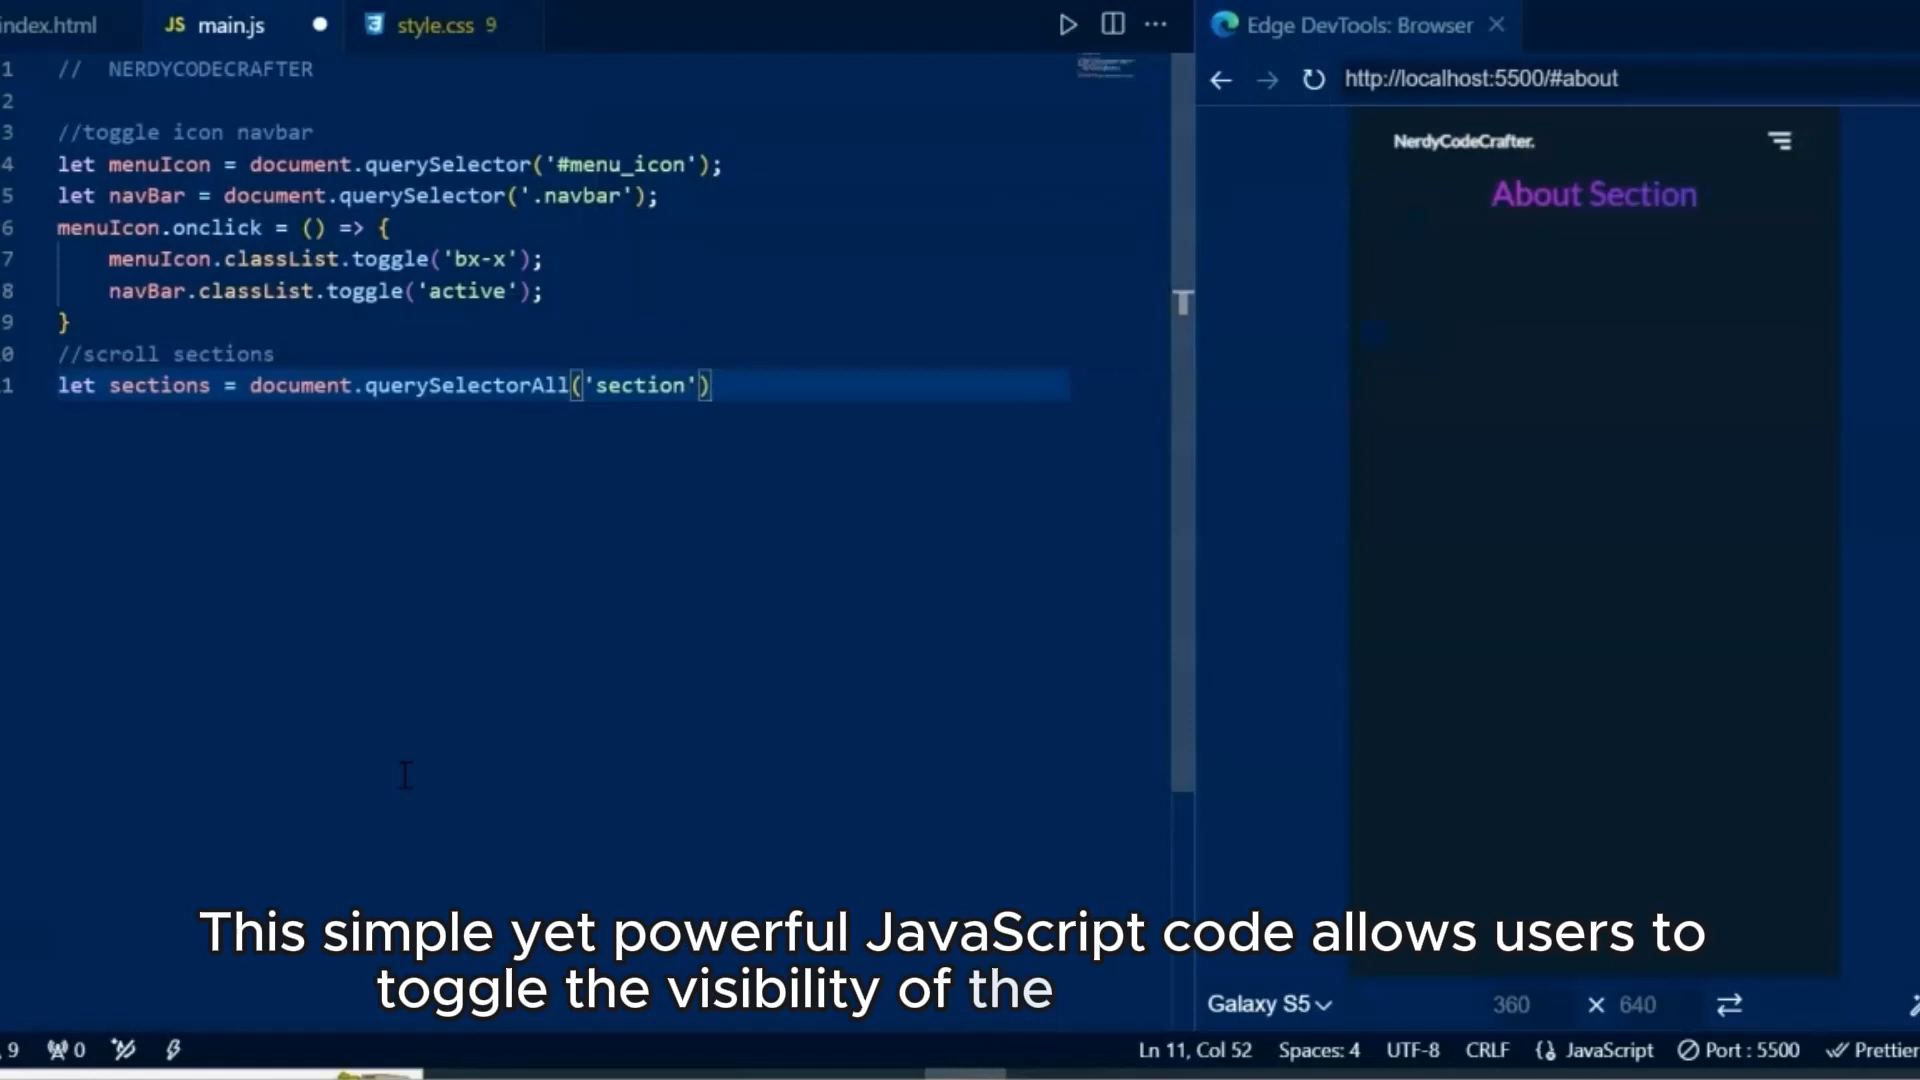 index.html
JS main.js
style.css 9
Edge DevTools: Browser
http://localhost:5500/#about
1 // NERDYCODECRAFTER
2
3 //toggle icon navbar
4 let menuIcon = document.querySelector('#menu_icon');
5 let navBar = document.querySelector('.navbar');
6 menuIcon.onclick = () => {
7 menuIcon.classList.toggle('bx-x');
8 navBar.classList.toggle('active');
9 }
0 //scroll sections
1 let sections = document.querySelectorAll('section')
NerdyCodeCrafter.
About Section
T
This simple yet powerful JavaScript code allows users to
toggle the visibility of the
Galaxy S5 360 × 640
9 0 Ln 11, Col 52 Spaces: 4 UTF-8 CRLF {} JavaScript Port : 5500 Prettier